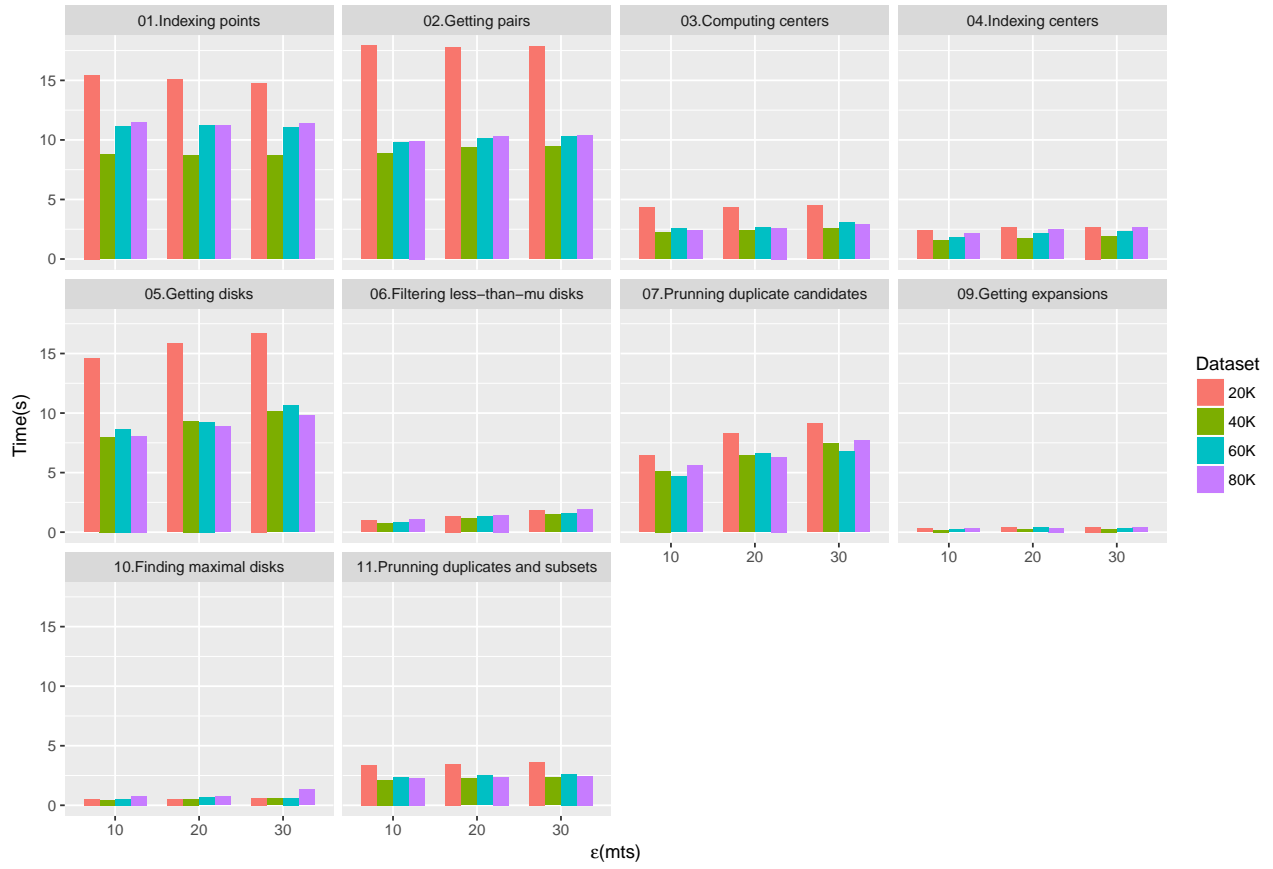 01.Indexing points
02.Getting pairs
03.Computing centers
04.Indexing centers
15
10
5
0
05.Getting disks
06.Filtering less−than−mu disks
07.Prunning duplicate candidates
09.Getting expansions
15
10
5
0
10
20
30
10
20
30
10.Finding maximal disks
11.Prunning duplicates and subsets
15
10
5
0
10
20
30
10
20
30
ε(mts)
Time(s)
Dataset
20K
40K
60K
80K